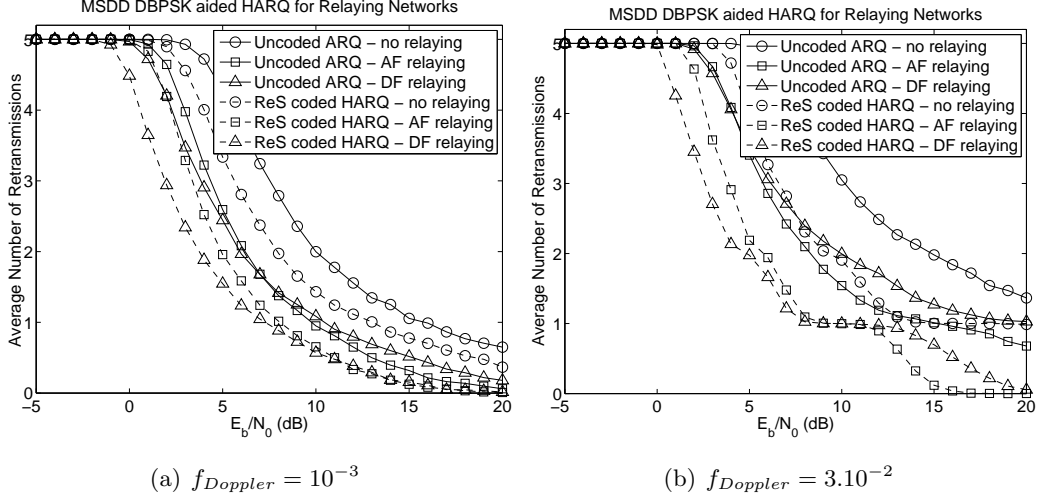 MSDD DBPSK aided HARQ for Relaying Networks
5
4
3
2
1
0
−5
0
5
10
15
20
Average Number of Retransmissions
E_b/N_0 (dB)
Uncoded ARQ − no relaying
Uncoded ARQ − AF relaying
Uncoded ARQ − DF relaying
ReS coded HARQ − no relaying
ReS coded HARQ − AF relaying
ReS coded HARQ − DF relaying
(a) f_{Doppler} = 10^{-3}
MSDD DBPSK aided HARQ for Relaying Networks
5
4
3
2
1
0
−5
0
5
10
15
20
Average Number of Retransmissions
E_b/N_0 (dB)
Uncoded ARQ − no relaying
Uncoded ARQ − AF relaying
Uncoded ARQ − DF relaying
ReS coded HARQ − no relaying
ReS coded HARQ − AF relaying
ReS coded HARQ − DF relaying
(b) f_{Doppler} = 3.10^{-2}